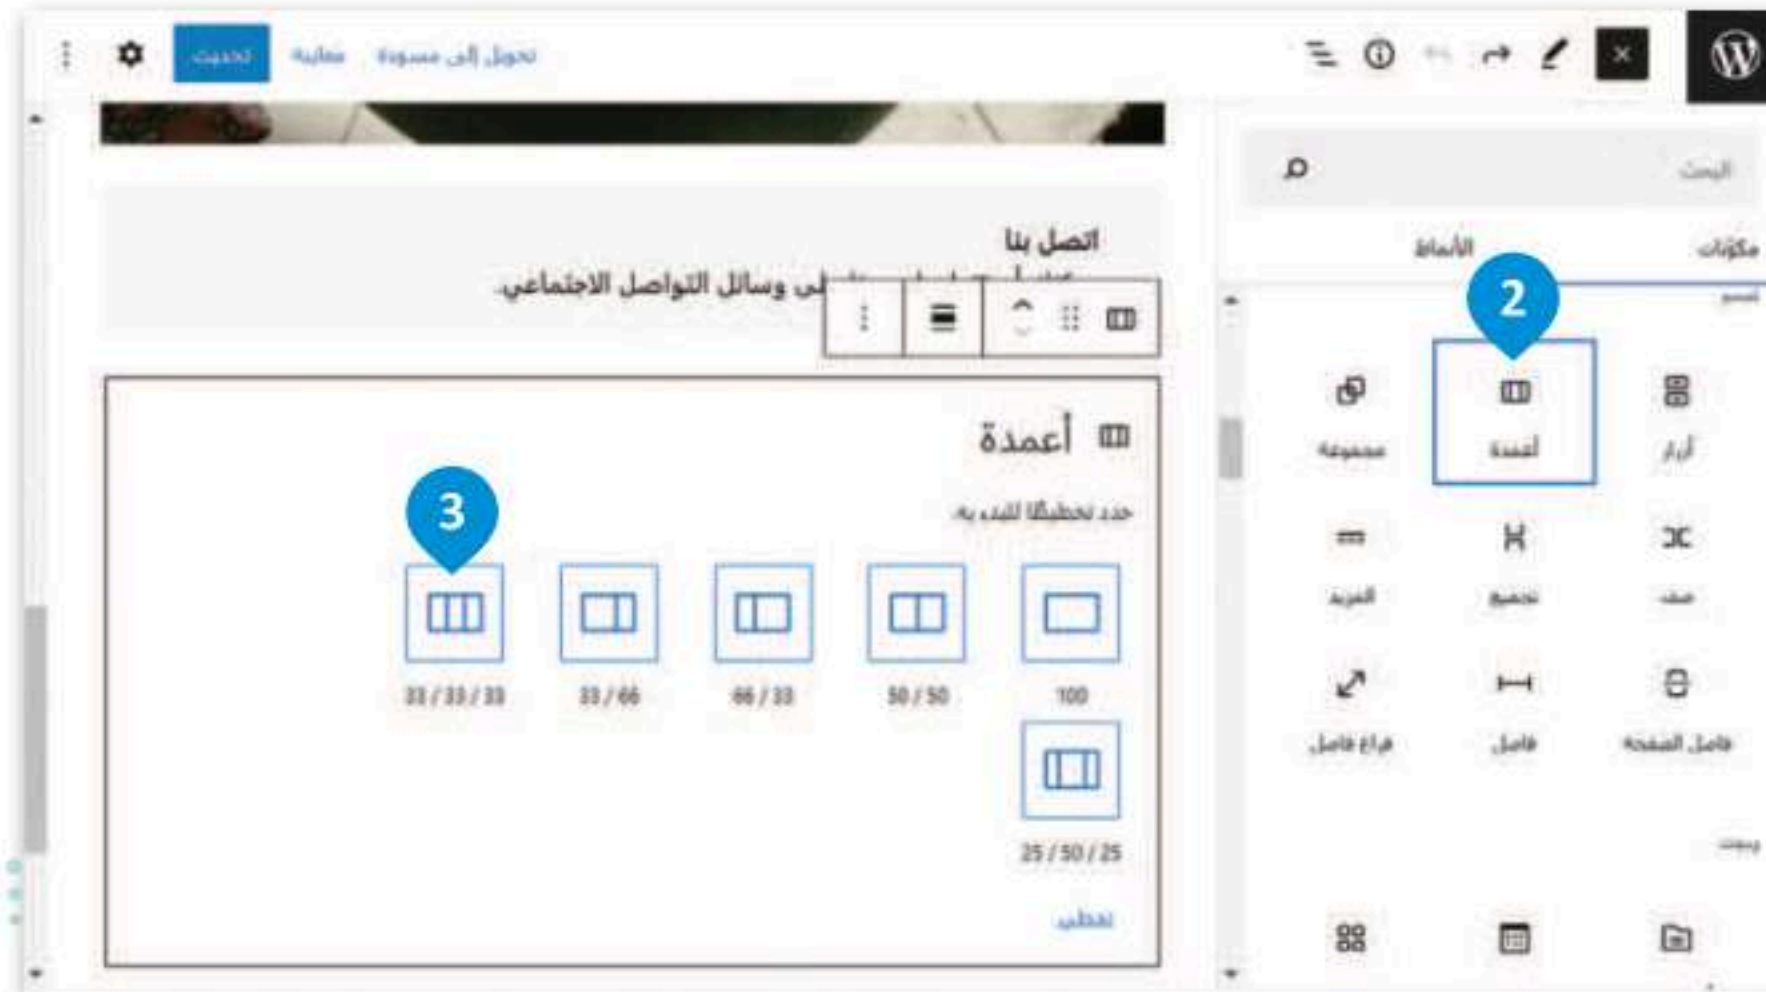 تحويل إلى مسودة
معاينة
تحديث
البحث
مكوّنات
الأنماط
2
أزرار
أعمدة
مجموعة
صف
تجميع
المزيد
فاصل الصفحة
فاصل
فراغ فاصل
اتصل بنا
لى وسائل التواصل الاجتماعي.
أعمدة
حدد تخطيطًا للبدء به.
3
100
50 / 50
66 / 33
33 / 66
33 / 33 / 33
25 / 50 / 25
تخطي